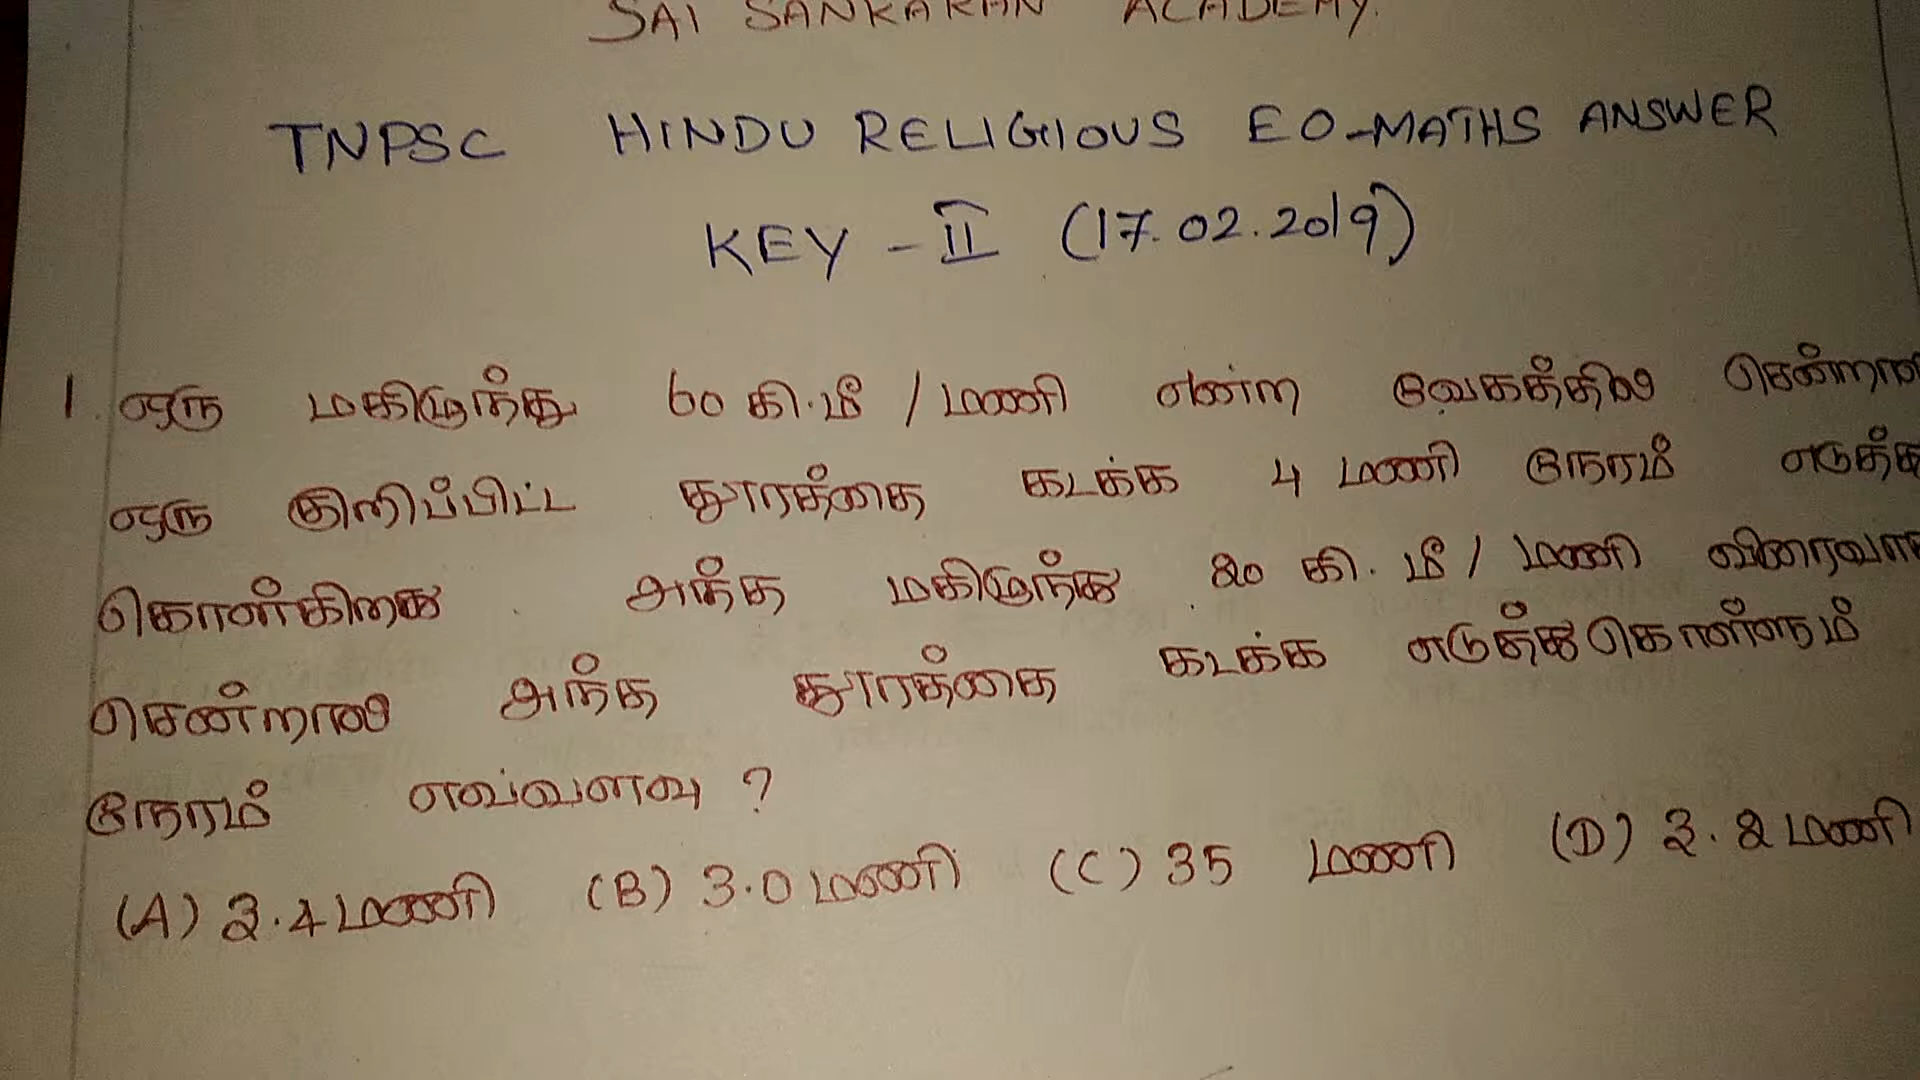 SAI SANKARAN ACADEMY.
TNPSC HINDU RELIGIOUS EO-MATHS ANSWER
KEY - II (17.02.2019)
1. ஒரு மகிழுந்து 60 கி.மீ / மணி என்ற வேகத்தில் சென்றால்
ஒரு குறிப்பிட்ட தூரத்தை கடக்க 4 மணி நேரம் எடுத்து
கொள்கிறது அந்த மகிழுந்து 20 கி. மீ / மணி விரைவாக
சென்றால் அந்த தூரத்தை கடக்க எடுத்துகொள்ளும்
நேரம் எவ்வளவு ?
(A) 2.4 மணி (B) 3.0 மணி (C) 35 மணி (D) 2.2 மணி